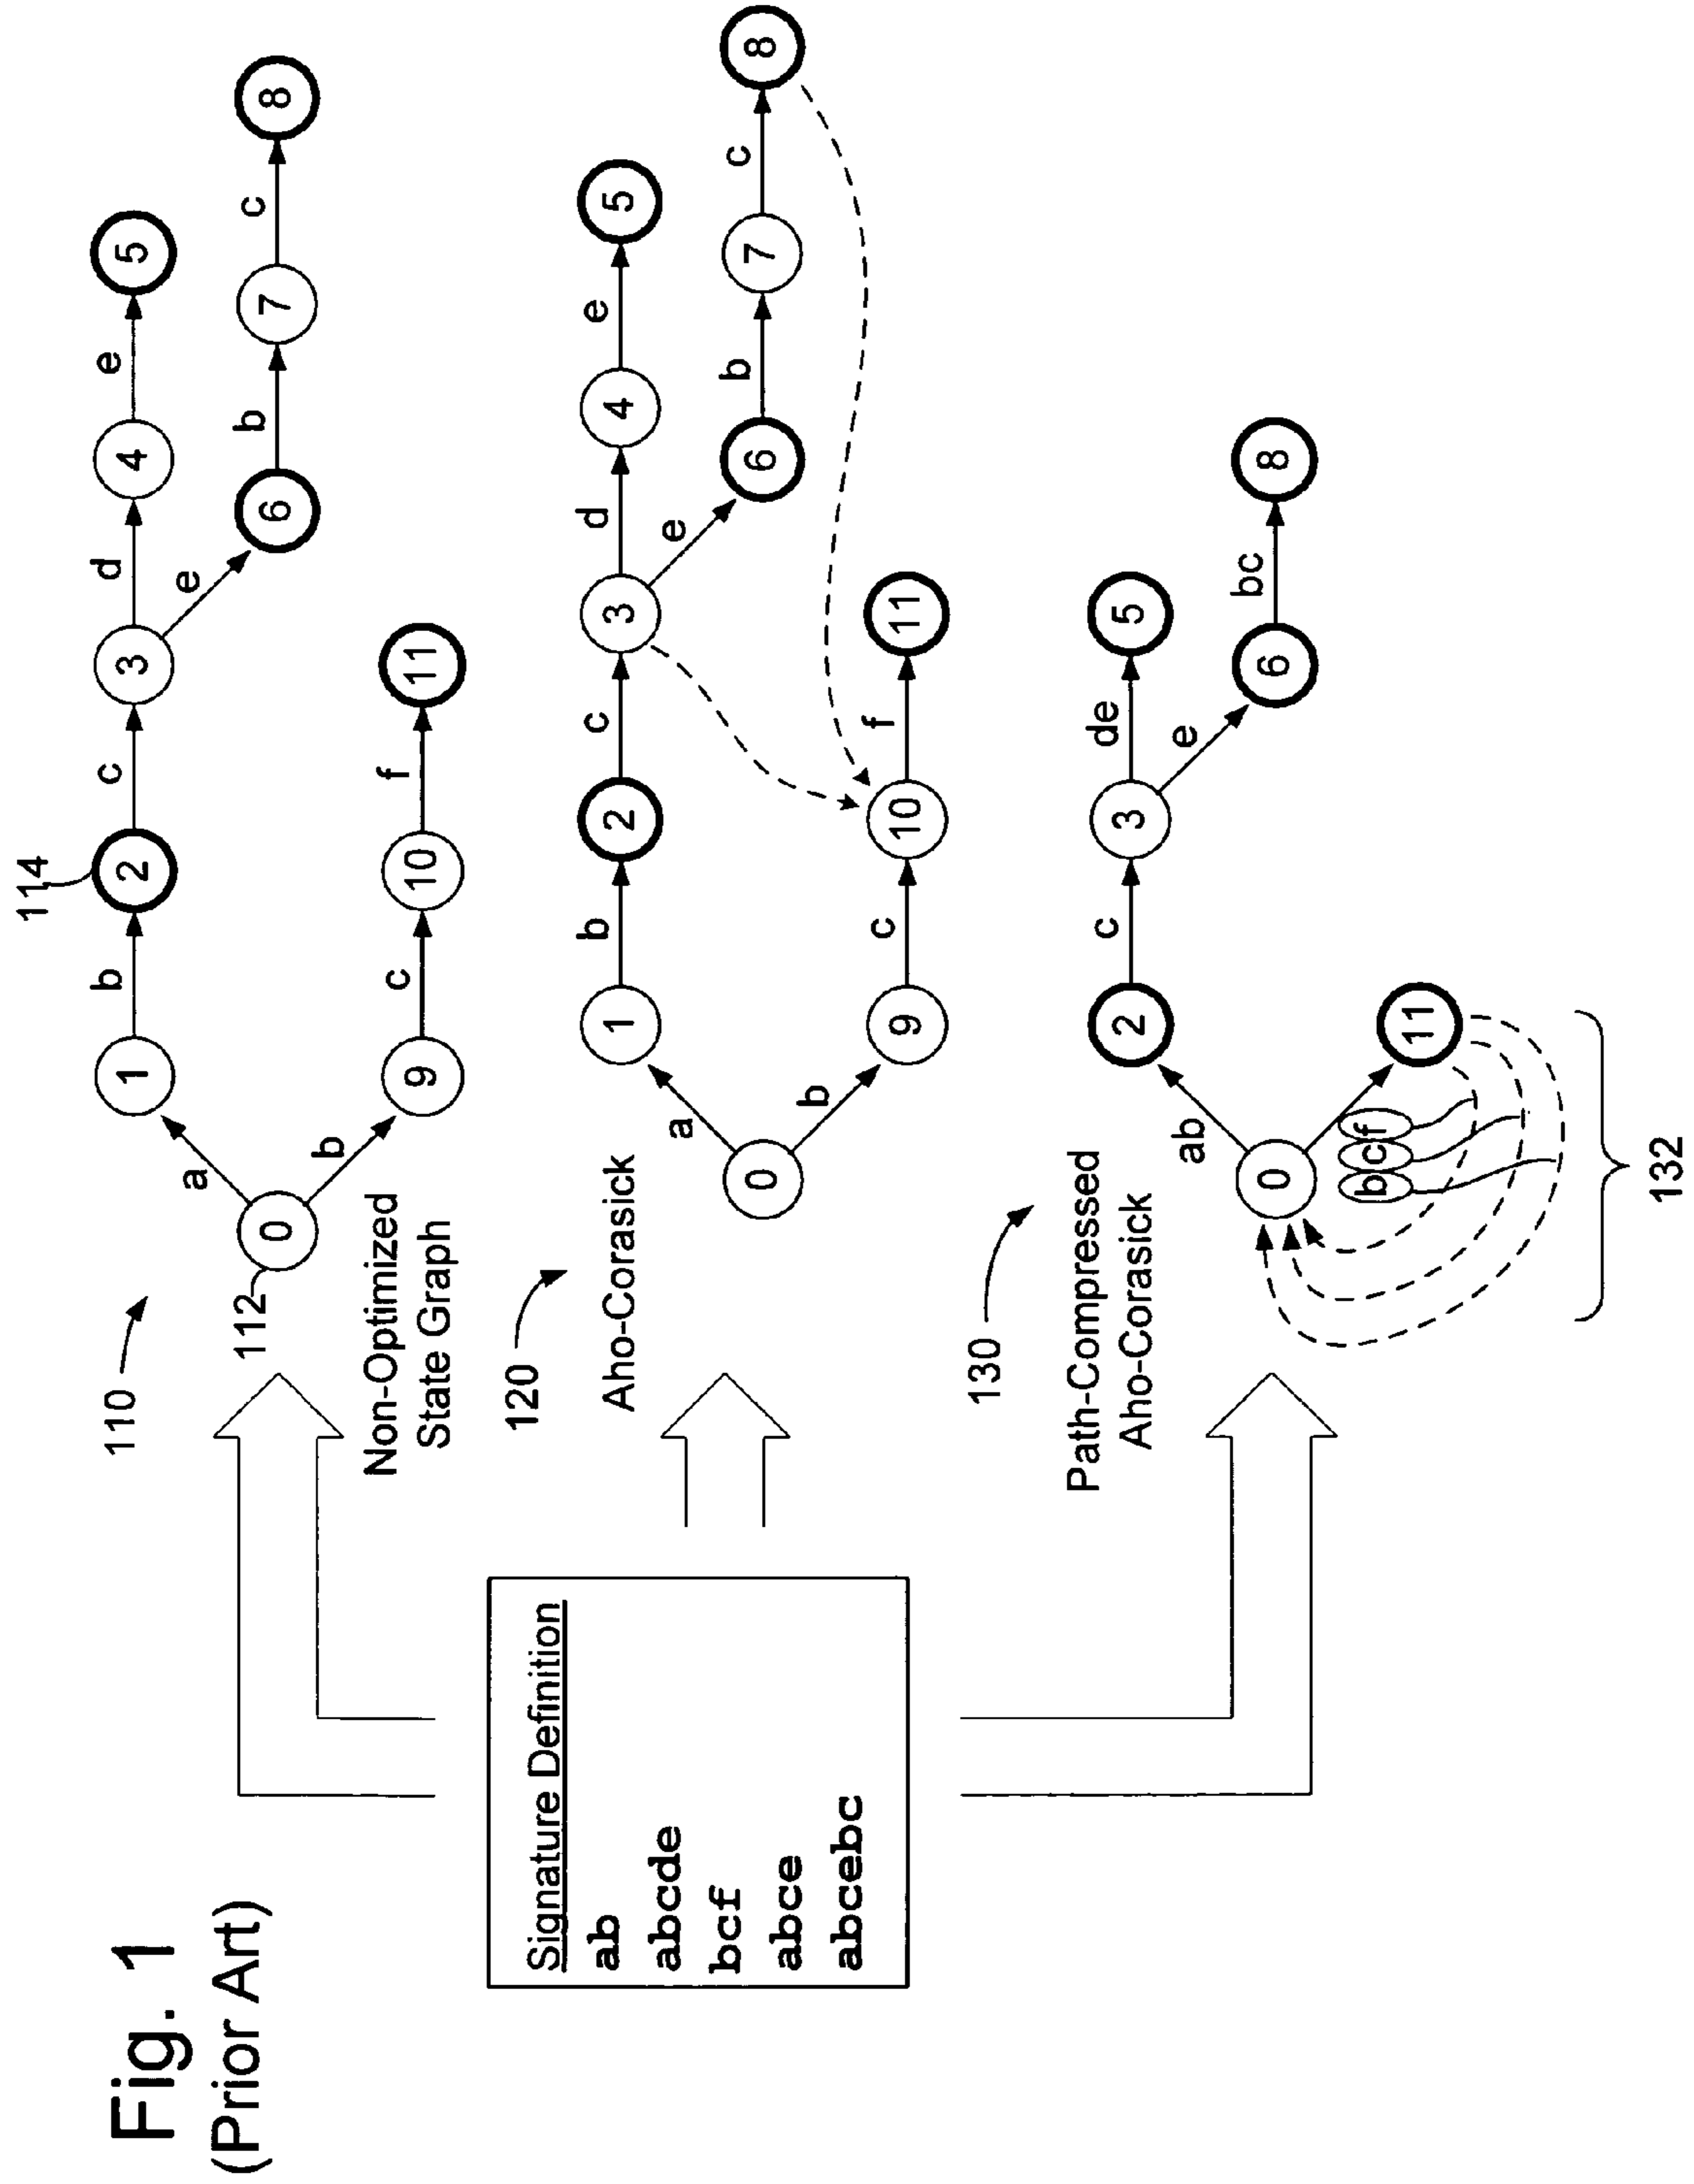 Fig. 1
(Prior Art)
Signature Definition
ab
abcde
bcf
abce
abcebc
110
112
114
Non-Optimized
State Graph
0
a
b
1
b
2
c
3
d
e
4
e
5
6
b
7
c
8
9
c
10
f
11
120
Aho-Corasick
0
a
b
1
b
2
c
3
d
e
4
e
5
6
b
7
c
8
9
c
10
f
11
130
Path-Compressed
Aho-Corasick
0
ab
bcf
2
c
3
de
e
5
6
bc
8
11
132